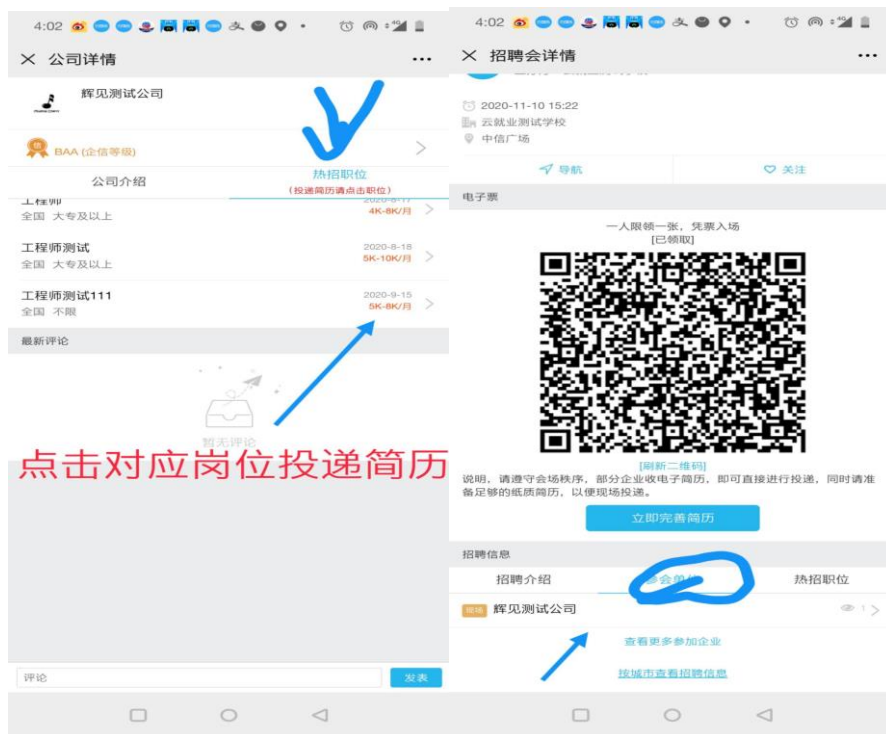 4:02
公司详情
辉见测试公司
BAA (企信等级)
公司介绍
热招职位
(投递简历请点击职位)
工程师
2020-8-17
全国 大专及以上
4K-8K/月
工程师测试
2020-8-18
全国 大专及以上
5K-10K/月
工程师测试111
2020-9-15
全国 不限
5K-8K/月
最新评论
暂无评论
点击对应岗位投递简历
评论
发表
4:02
招聘会详情
2020-11-10 15:22
云就业测试学校
中信广场
导航
关注
电子票
一人限领一张，凭票入场
[已领取]
[刷新二维码]
说明，请遵守会场秩序，部分企业收电子简历，即可直接进行投递，同时请准
备足够的纸质简历，以便现场投递。
立即完善简历
招聘信息
招聘介绍
参会单位
热招职位
现场 辉见测试公司
1
查看更多参加企业
按城市查看招聘信息